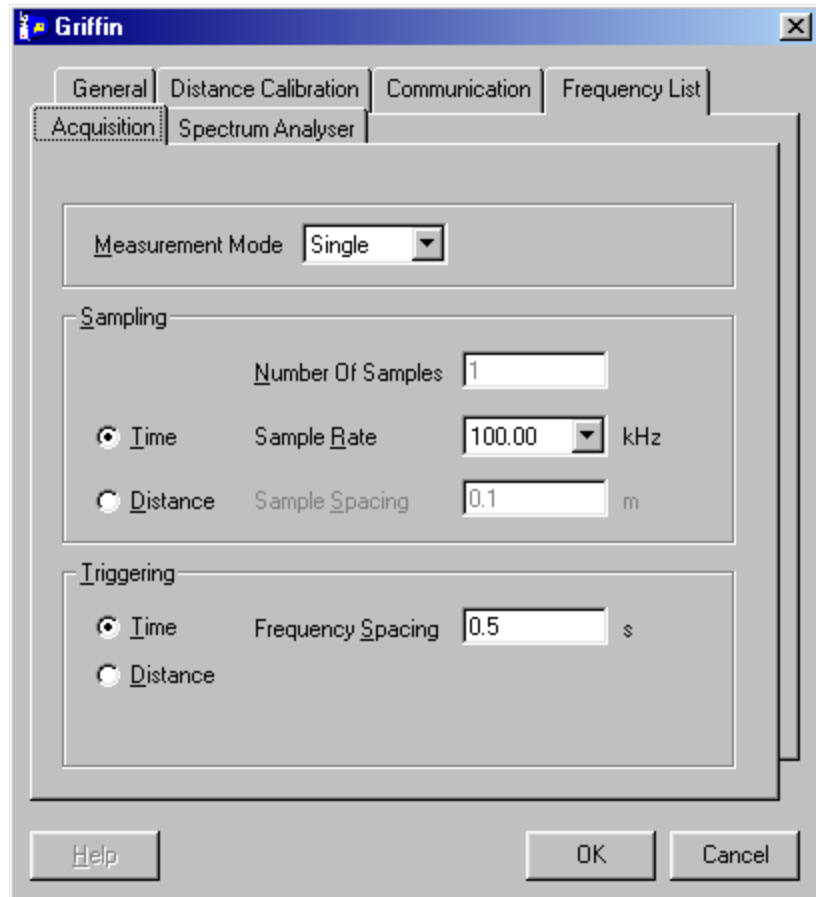 Griffin
General Distance Calibration Communication Frequency List
Acquisition Spectrum Analyser
Measurement Mode Single
Sampling
Number Of Samples 1
Time Sample Rate 100.00 kHz
Distance Sample Spacing 0.1 m
Triggering
Time Frequency Spacing 0.5 s
Distance
Help OK Cancel